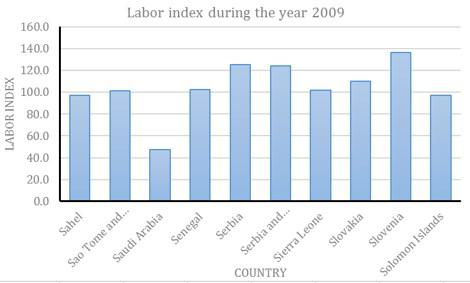 Labor index during the year 2009
160.0
140.0
120.0
100.0
80.0
60.0
40.0
20.0
0.0
LABOR INDEX
Sahel
Sao Tome and...
Saudi Arabia
Senegal
Serbia
Serbia and...
Sierra Leone
Slovakia
Slovenia
Solomon Islands
COUNTRY